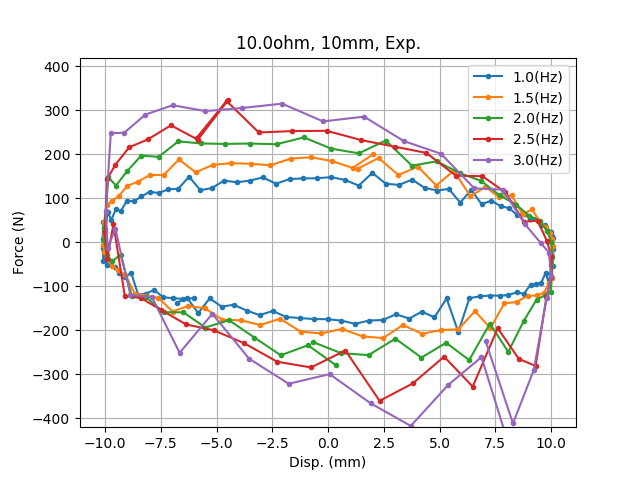 10.0ohm, 10mm, Exp.
1.0(Hz)
1.5(Hz)
2.0(Hz)
2.5(Hz)
3.0(Hz)
Force (N)
400
300
200
100
0
−100
−200
−300
−400
−10.0 −7.5 −5.0 −2.5 0.0 2.5 5.0 7.5 10.0
Disp. (mm)